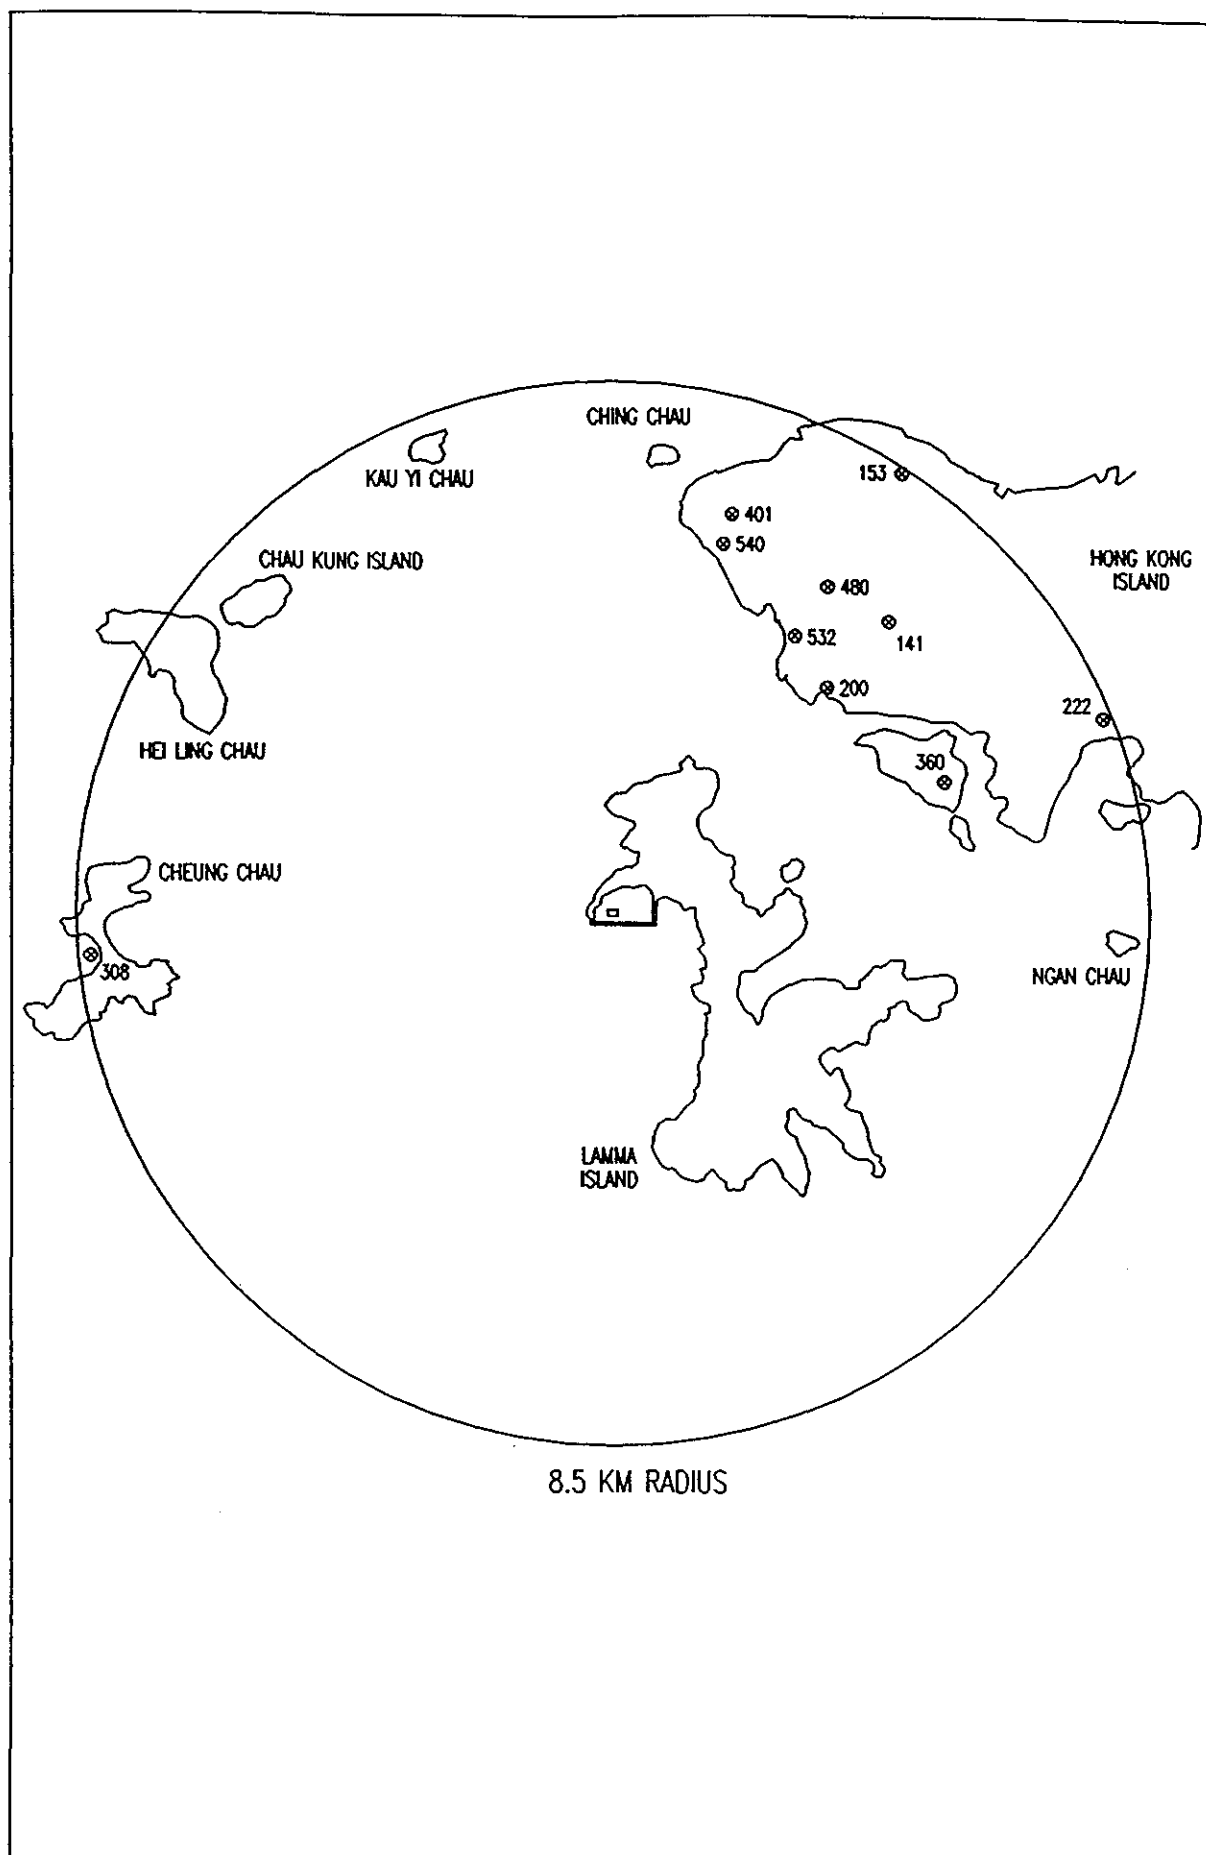 CHING CHAU
KAU YI CHAU
153
401
540
CHAU KUNG ISLAND
HONG KONG
ISLAND
480
532
141
200
222
HEI LING CHAU
360
CHEUNG CHAU
308
NGAN CHAU
LAMMA
ISLAND
8.5 KM RADIUS